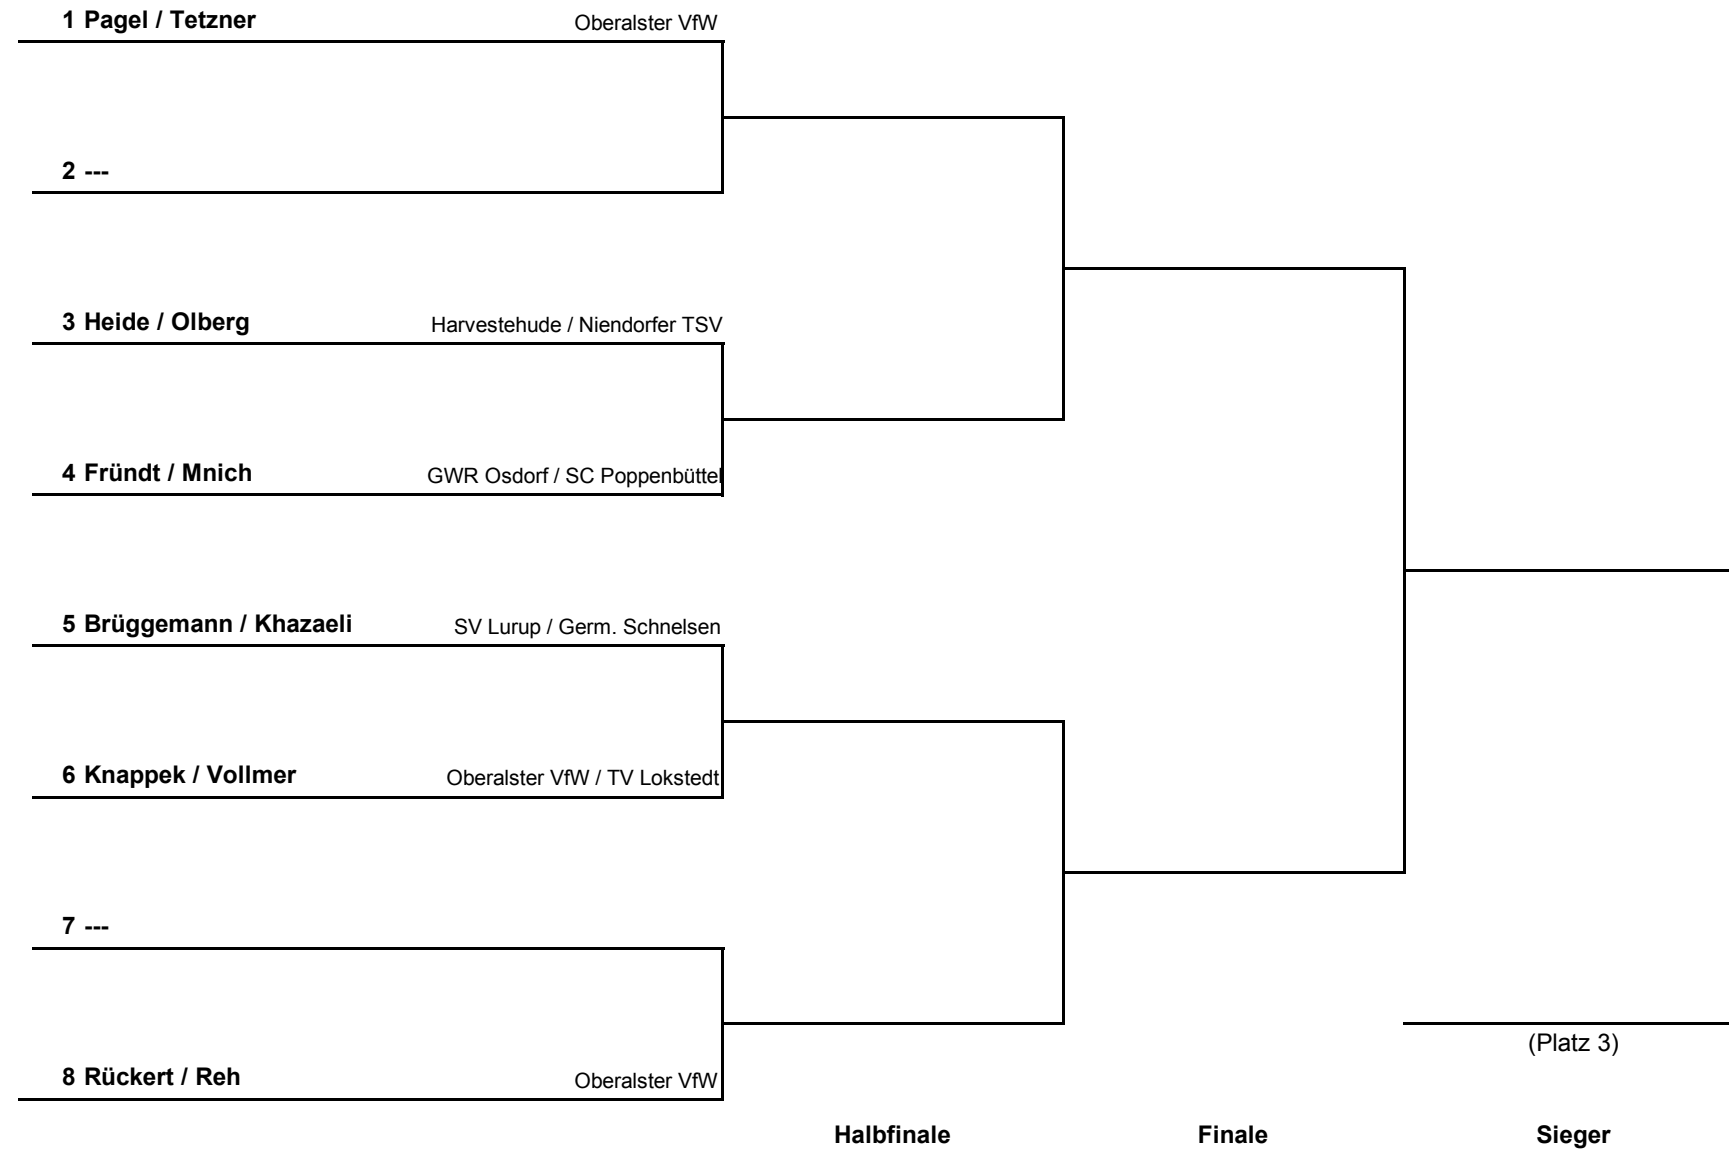 1 Pagel / Tetzner Oberalster VfW
2 ---
3 Heide / Olberg Harvestehude / Niendorfer TSV
4 Fründt / Mnich GWR Osdorf / SC Poppenbüttel
5 Brüggemann / Khazaeli SV Lurup / Germ. Schnelsen
6 Knappek / Vollmer Oberalster VfW / TV Lokstedt
7 ---
(Platz 3)
8 Rückert / Reh Oberalster VfW
Halbfinale Finale Sieger